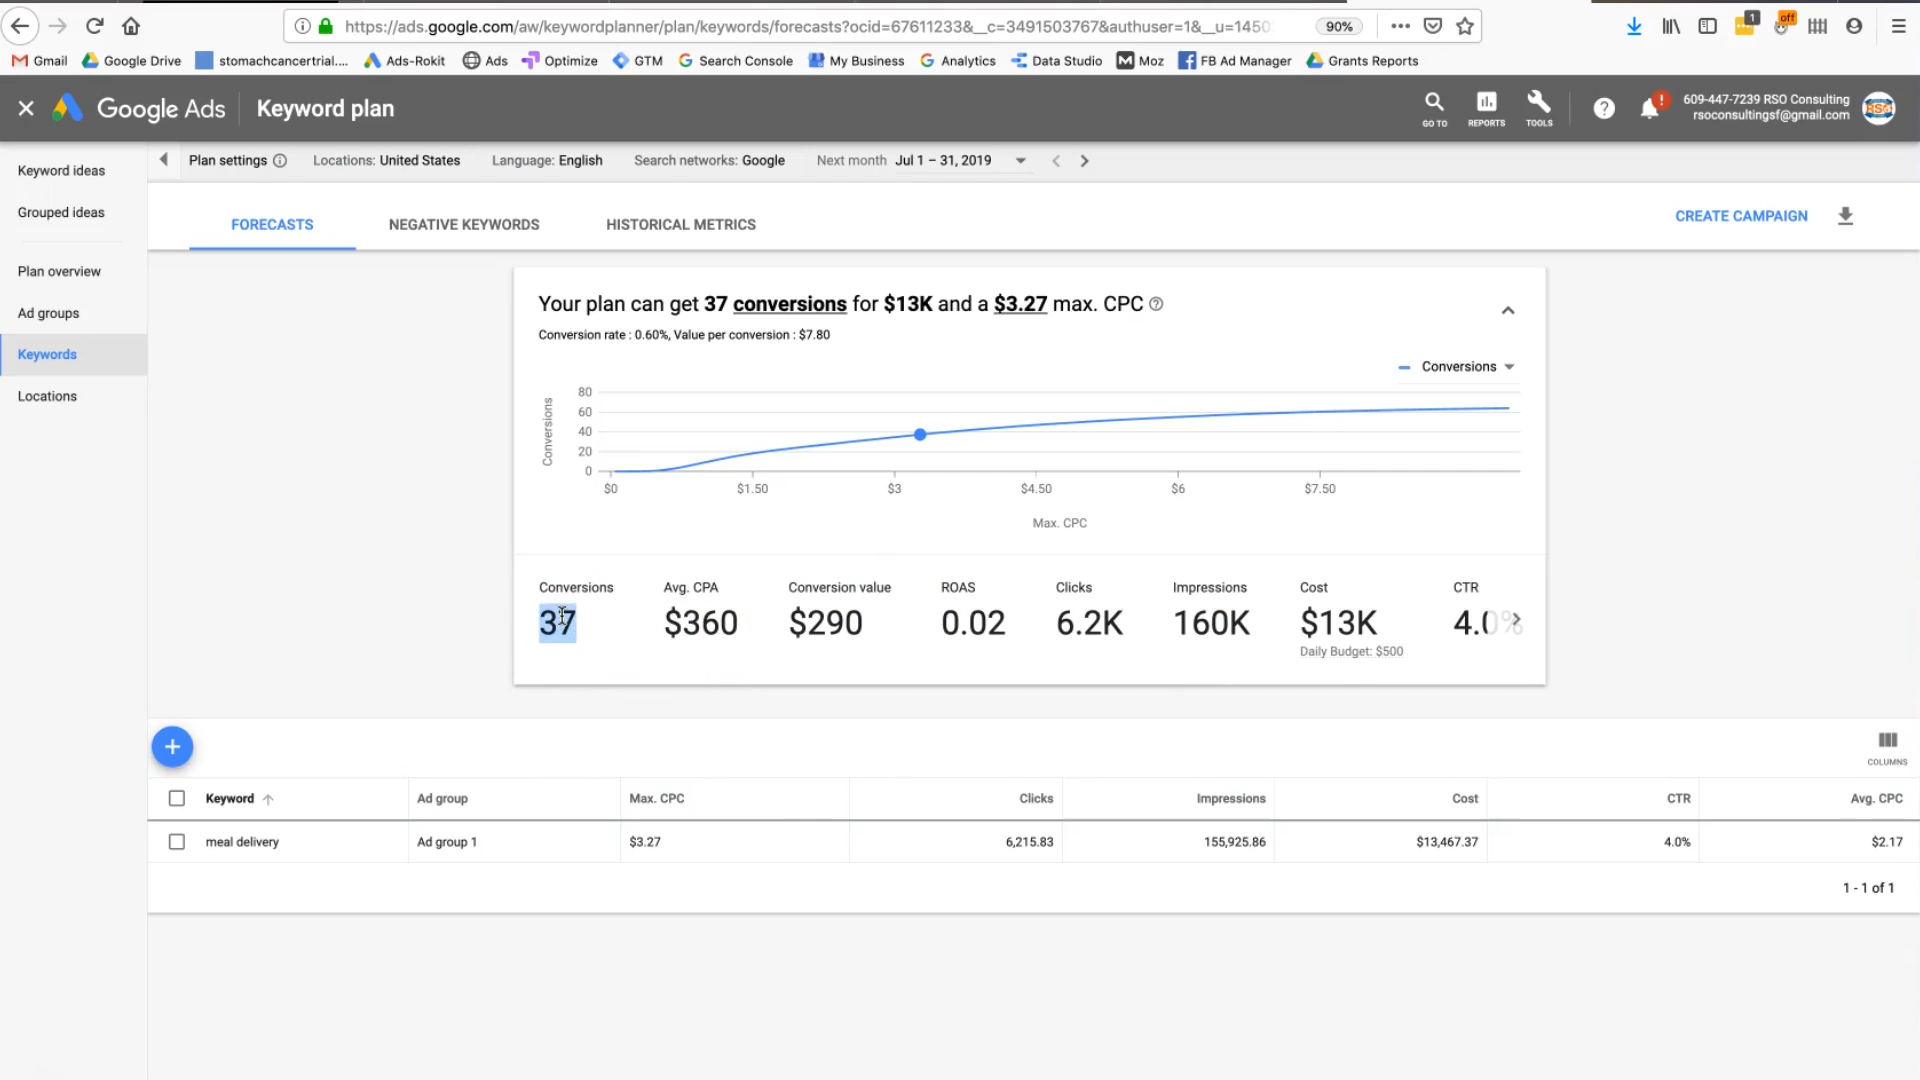 https://ads.google.com/aw/keywordplanner/plan/keywords/forecasts?ocid=67611233&__c=3491503767&authuser=1&__u=1450
90%
1
off
Gmail
Google Drive
stomachcancertrial....
Ads-Rokit
Ads
Optimize
GTM
Search Console
My Business
Analytics
Data Studio
Moz
FB Ad Manager
Grants Reports
Google Ads
Keyword plan
GO TO
REPORTS
TOOLS
609-447-7239 RSO Consulting
rsoconsultingsf@gmail.com
RSO
Keyword ideas
Grouped ideas
Plan overview
Ad groups
Keywords
Locations
Plan settings
Locations: United States
Language: English
Search networks: Google
Next month Jul 1 – 31, 2019
FORECASTS
NEGATIVE KEYWORDS
HISTORICAL METRICS
CREATE CAMPAIGN
Your plan can get 37 conversions for $13K and a $3.27 max. CPC
Conversion rate : 0.60%, Value per conversion : $7.80
Conversions
Conversions
80
60
40
20
0
$0 $1.50 $3 $4.50 $6 $7.50
Max. CPC
Conversions Avg. CPA Conversion value ROAS Clicks Impressions Cost CTR
37 $360 $290 0.02 6.2K 160K $13K 4.0%
Daily Budget: $500
COLUMNS
Keyword Ad group Max. CPC Clicks Impressions Cost CTR Avg. CPC
meal delivery Ad group 1 $3.27 6,215.83 155,925.86 $13,467.37 4.0% $2.17
1 - 1 of 1